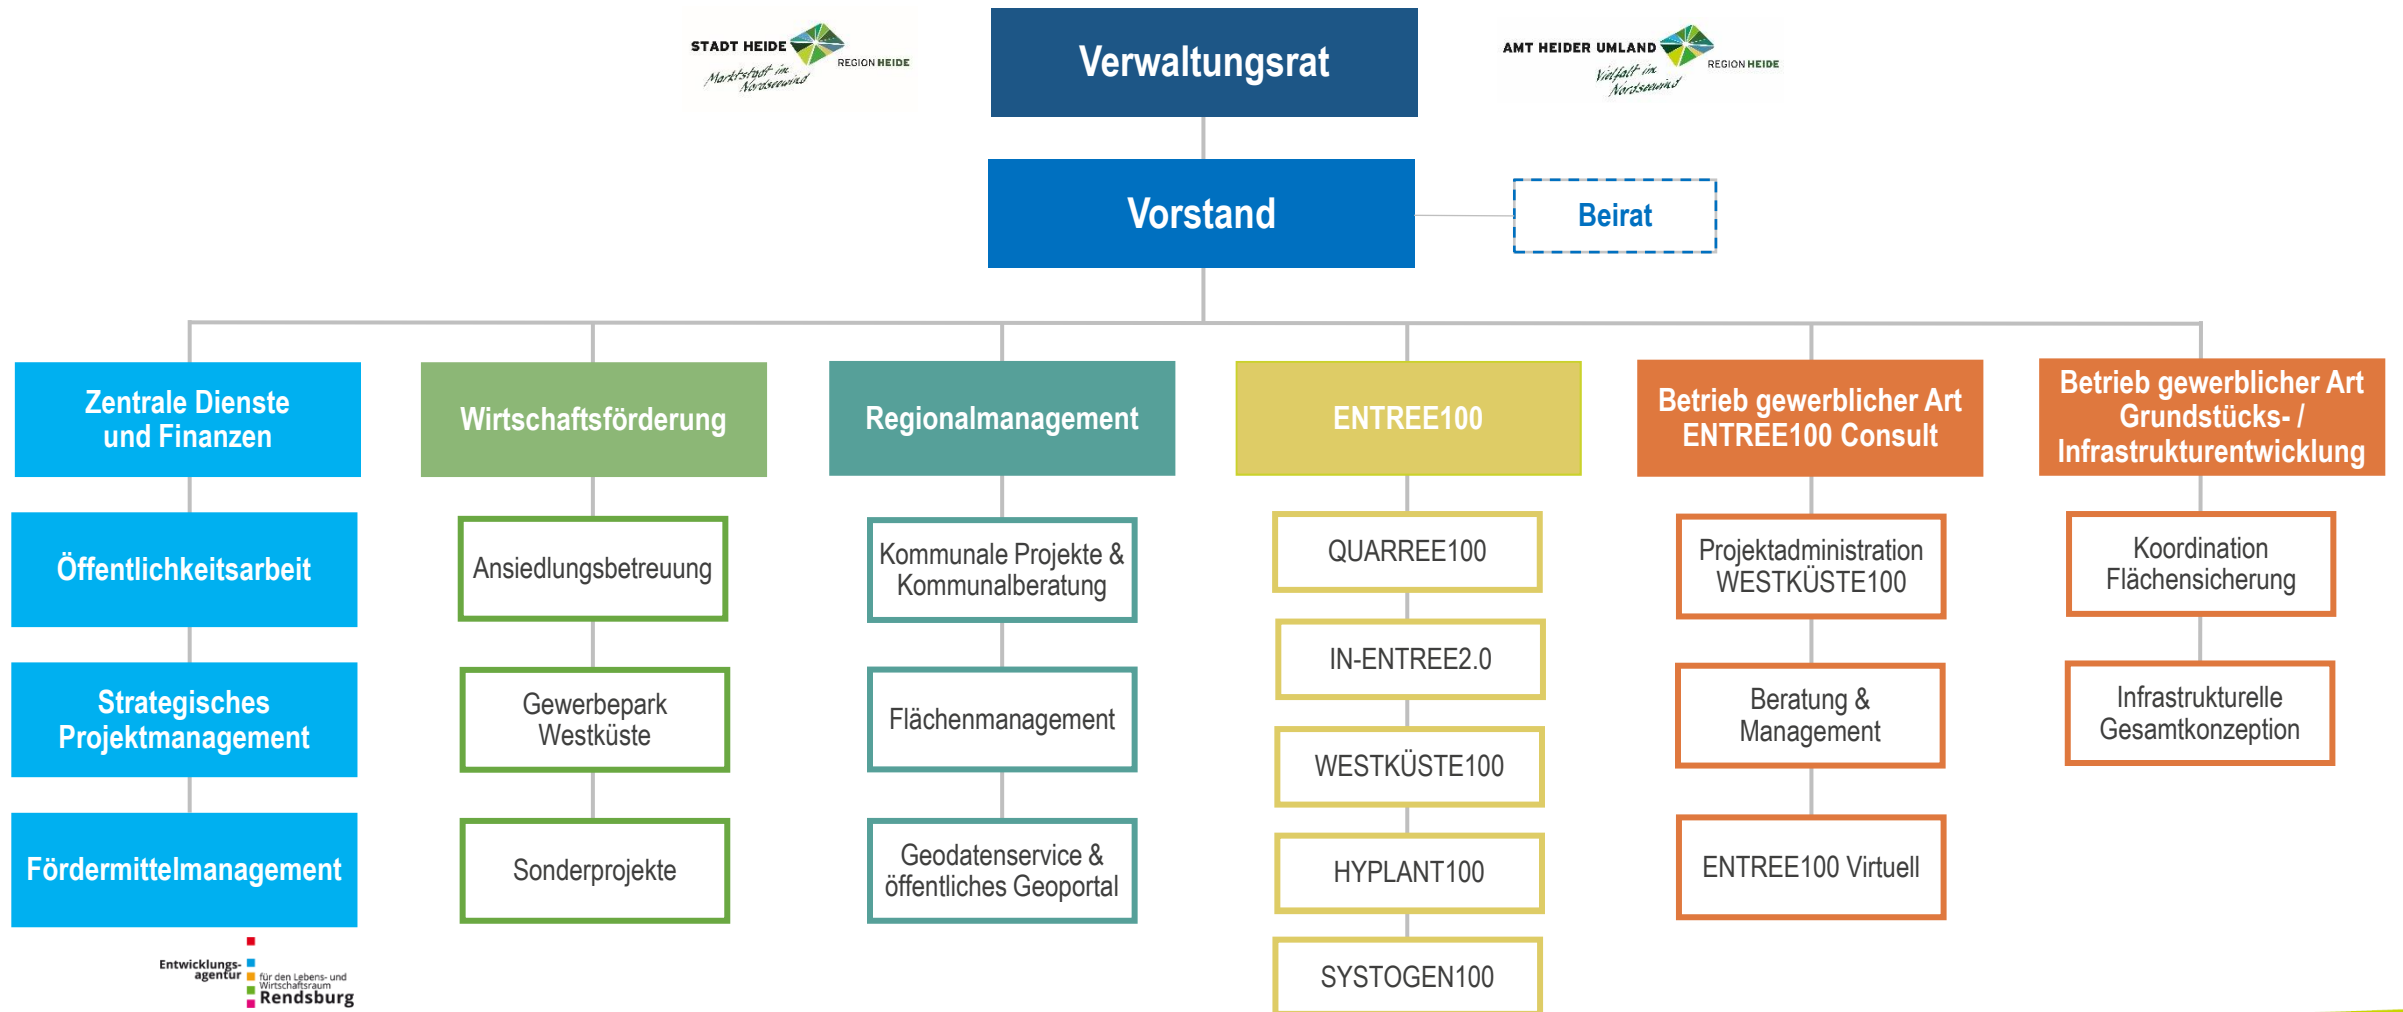 STADT HEIDE
REGION HEIDE
Marktstadt im
Nordseewind
Verwaltungsrat
AMT HEIDER UMLAND
REGION HEIDE
Vielfalt im
Nordseewind
Vorstand
Beirat
Zentrale Dienste
und Finanzen
Öffentlichkeitsarbeit
Strategisches
Projektmanagement
Fördermittelmanagement
Entwicklungs-
agentur
für den Lebens- und
Wirtschaftsraum
Rendsburg
Wirtschaftsförderung
Ansiedlungsbetreuung
Gewerbepark
Westküste
Sonderprojekte
Regionalmanagement
Kommunale Projekte &
Kommunalberatung
Flächenmanagement
Geodatenservice &
öffentliches Geoportal
ENTREE100
QUARREE100
IN-ENTREE2.0
WESTKÜSTE100
HYPLANT100
SYSTOGEN100
Betrieb gewerblicher Art
ENTREE100 Consult
Projektadministration
WESTKÜSTE100
Beratung &
Management
ENTREE100 Virtuell
Betrieb gewerblicher Art
Grundstücks- /
Infrastrukturentwicklung
Koordination
Flächensicherung
Infrastrukturelle
Gesamtkonzeption